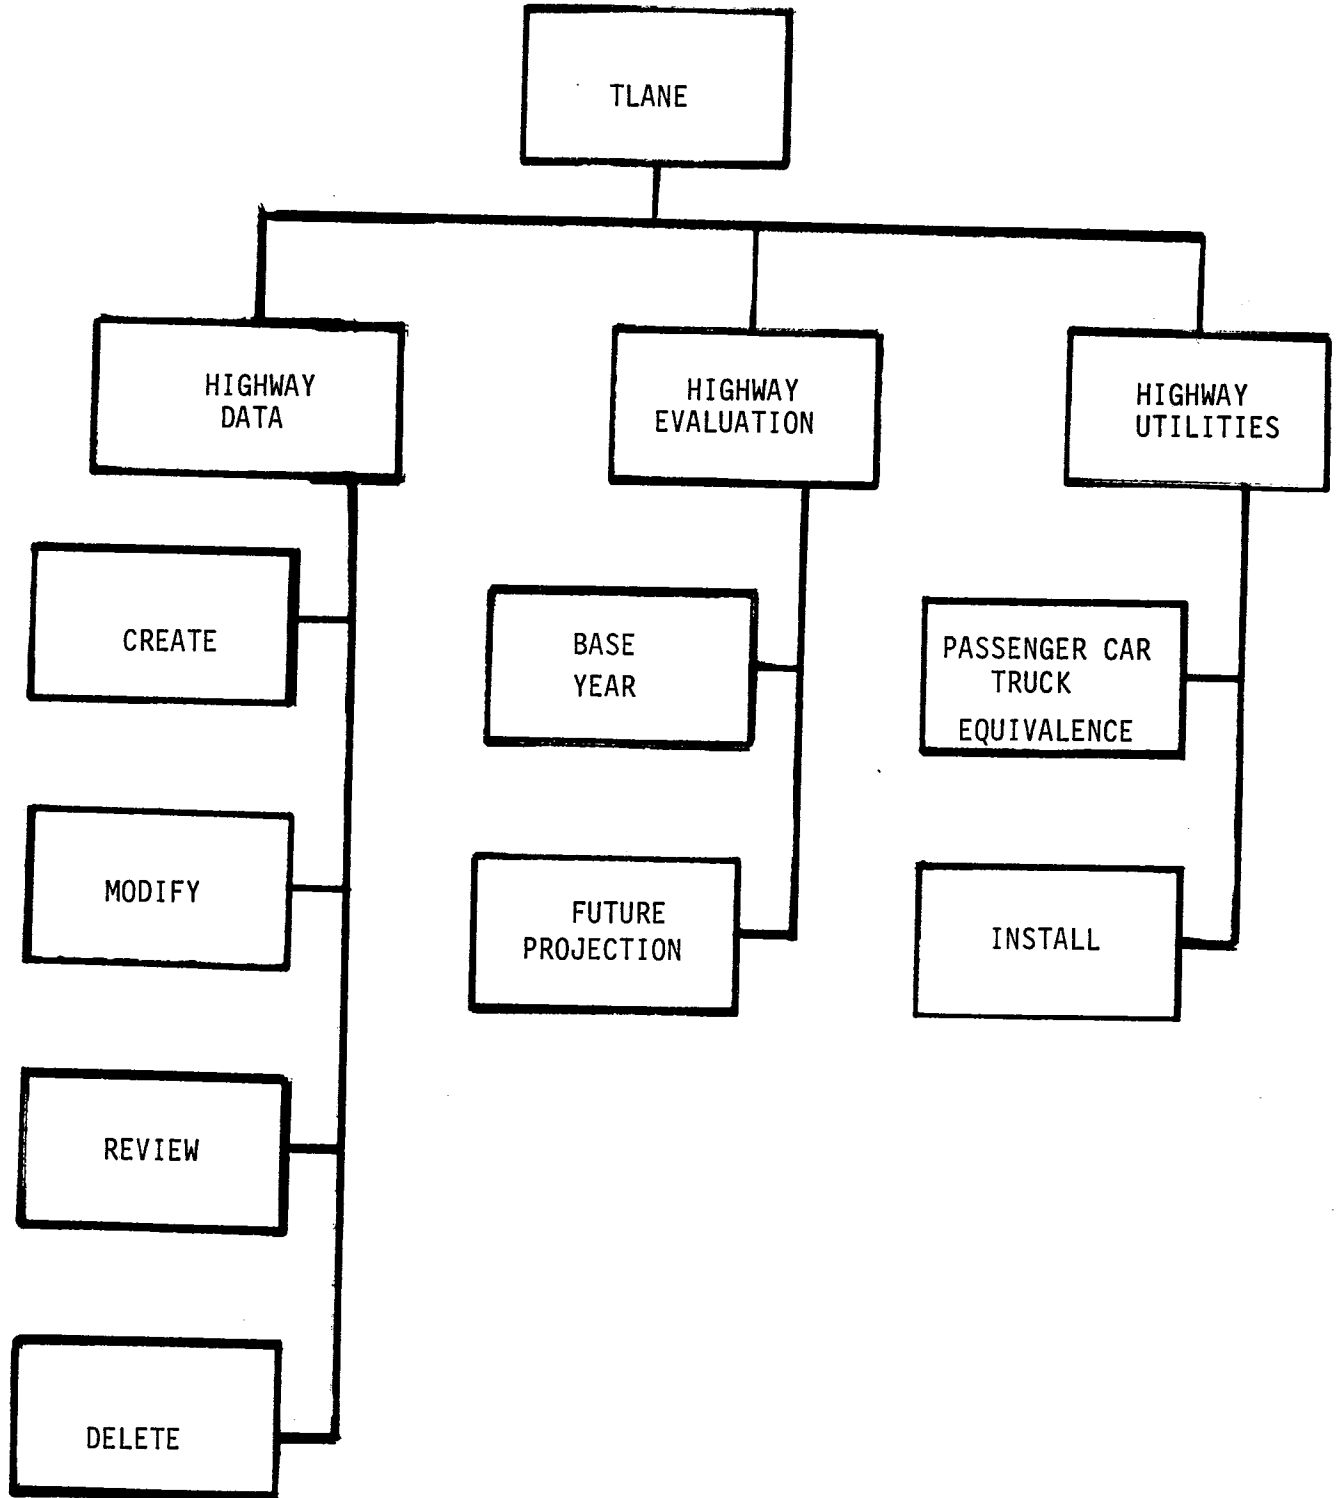 TLANE
HIGHWAY
DATA
HIGHWAY
EVALUATION
HIGHWAY
UTILITIES
CREATE
BASE
YEAR
PASSENGER CAR
TRUCK
EQUIVALENCE
MODIFY
FUTURE
PROJECTION
INSTALL
REVIEW
DELETE